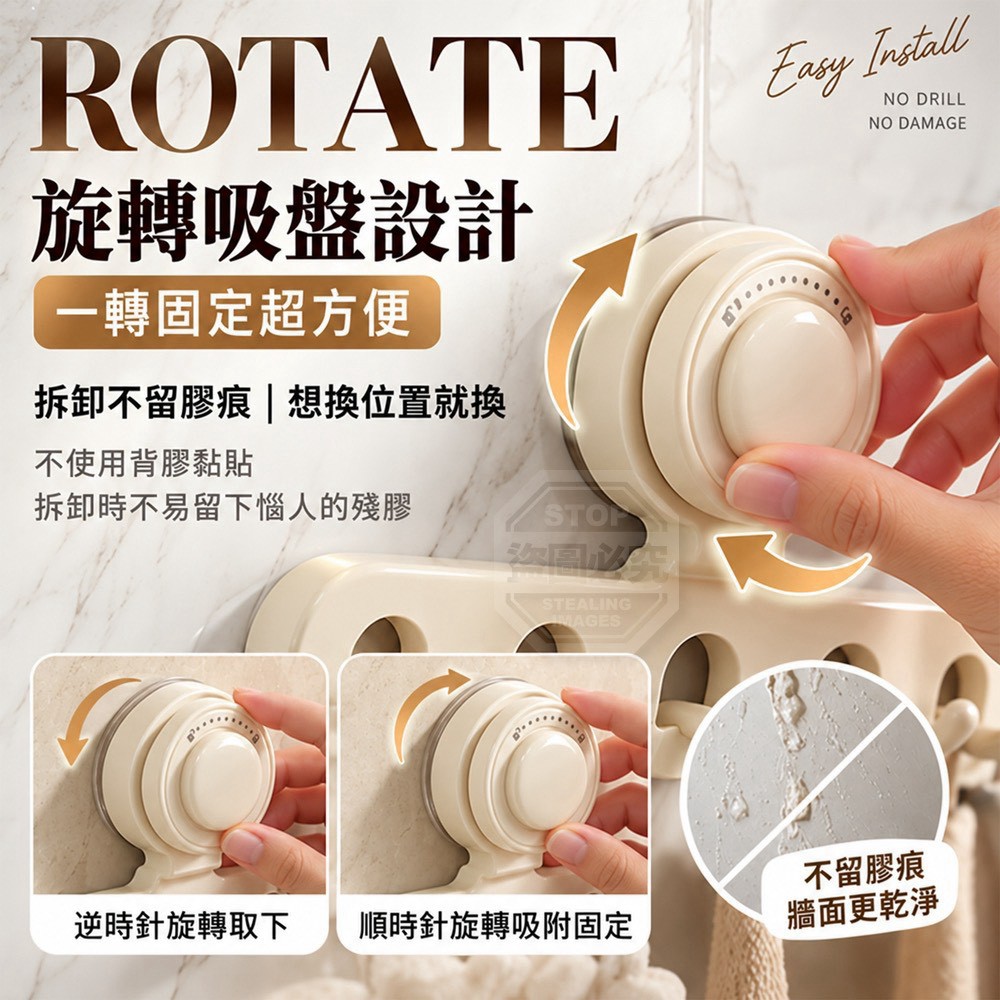 ROTATE
Easy Install
NO DRILL
NO DAMAGE
旋轉吸盤設計
一轉固定超方便
拆卸不留膠痕｜想換位置就換
不使用背膠黏貼
拆卸時不易留下惱人的殘膠
STOP
盜圖必究
STEALING
IMAGES
逆時針旋轉取下
順時針旋轉吸附固定
不留膠痕
牆面更乾淨